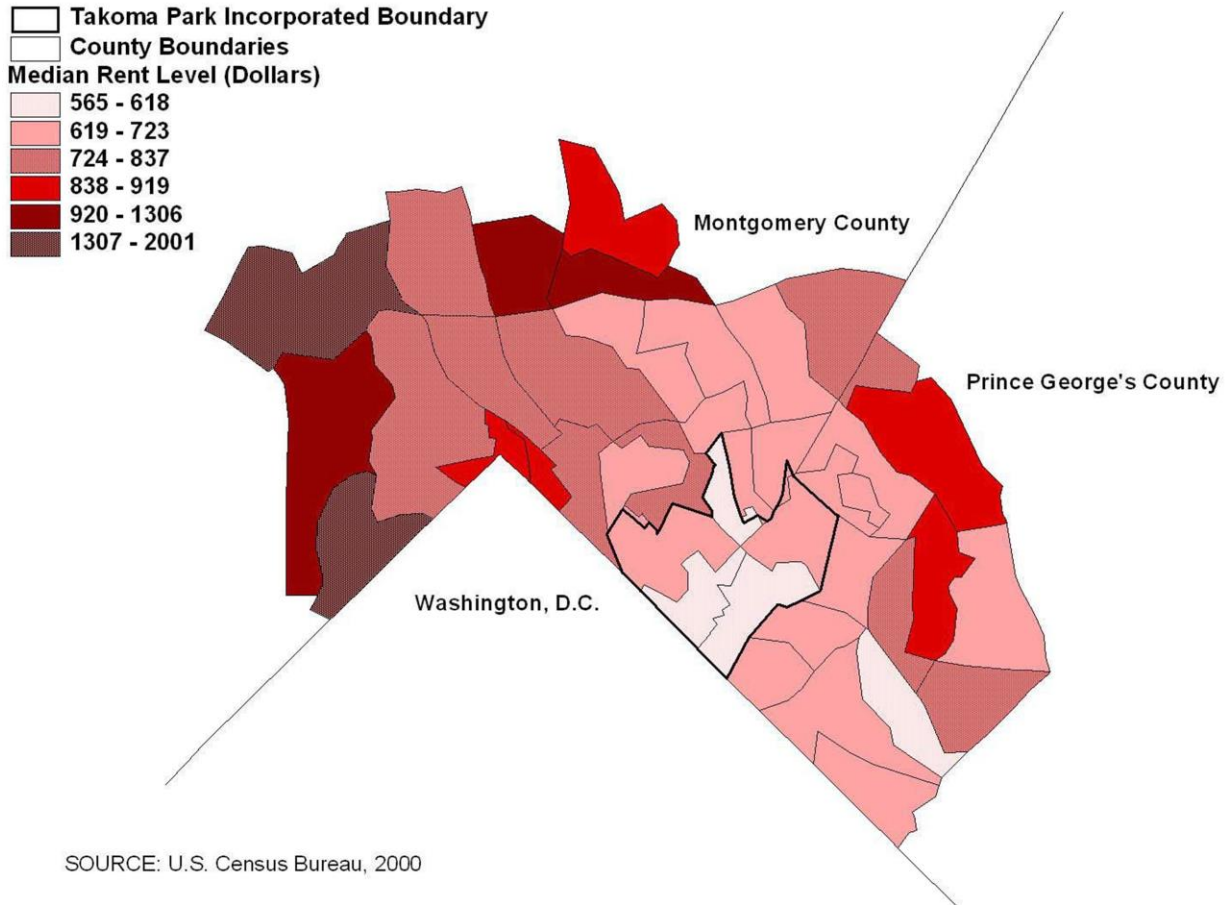 Takoma Park Incorporated Boundary
County Boundaries
Median Rent Level (Dollars)
565 - 618
619 - 723
724 - 837
838 - 919
920 - 1306
1307 - 2001
Montgomery County
Prince George's County
Washington, D.C.
SOURCE: U.S. Census Bureau, 2000